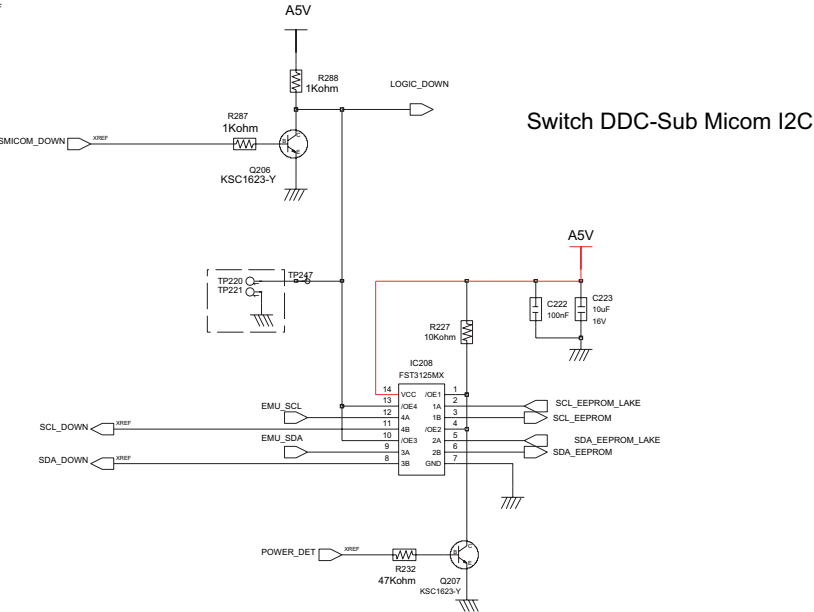 A5V
R288
1Kohm
LOGIC_DOWN
Switch DDC-Sub Micom I2C
R287
1Kohm
SMICOM_DOWN
XREF
B
C
E
Q206
KSC1623-Y
A5V
TP220
TP221
TP247
C222
100nF
C223
10uF
16V
R227
10Kohm
IC208
FST3125MX
14 VCC /OE1 1
13 /OE4 1A 2
12 4A 1B 3
11 4B /OE2 4
10 /OE3 2A 5
9 3A 2B 6
8 3B GND 7
EMU_SCL
SCL_DOWN
XREF
EMU_SDA
SDA_DOWN
XREF
SCL_EEPROM_LAKE
SCL_EEPROM
SDA_EEPROM_LAKE
SDA_EEPROM
POWER_DET
XREF
R232
47Kohm
B
C
E
Q207
KSC1623-Y